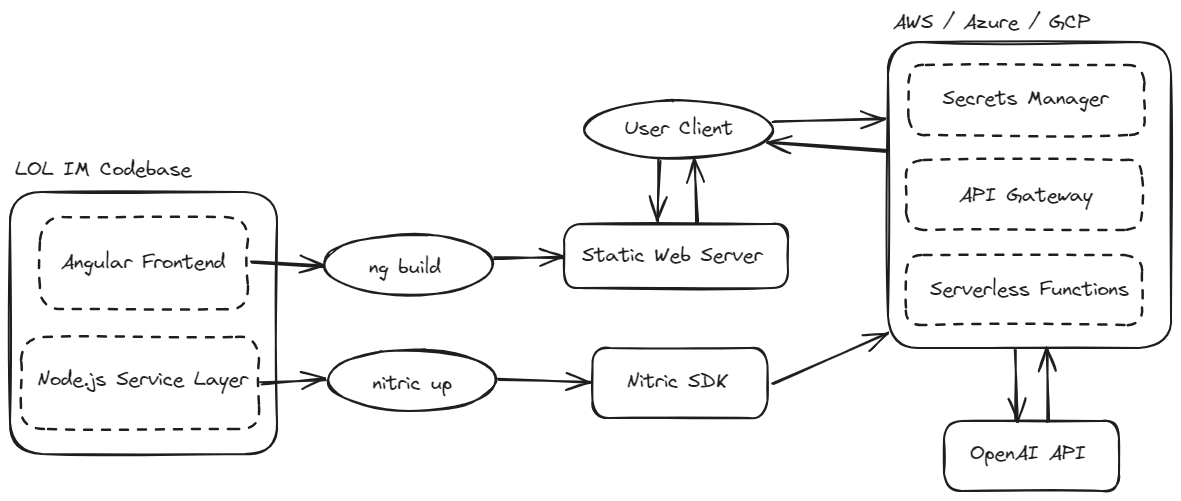 AWS / Azure / GCP
Secrets Manager
User Client
LOL IM Codebase
API Gateway
Angular Frontend
ng build
Static Web Server
Serverless Functions
Node.js Service Layer
nitric up
Nitric SDK
OpenAI API